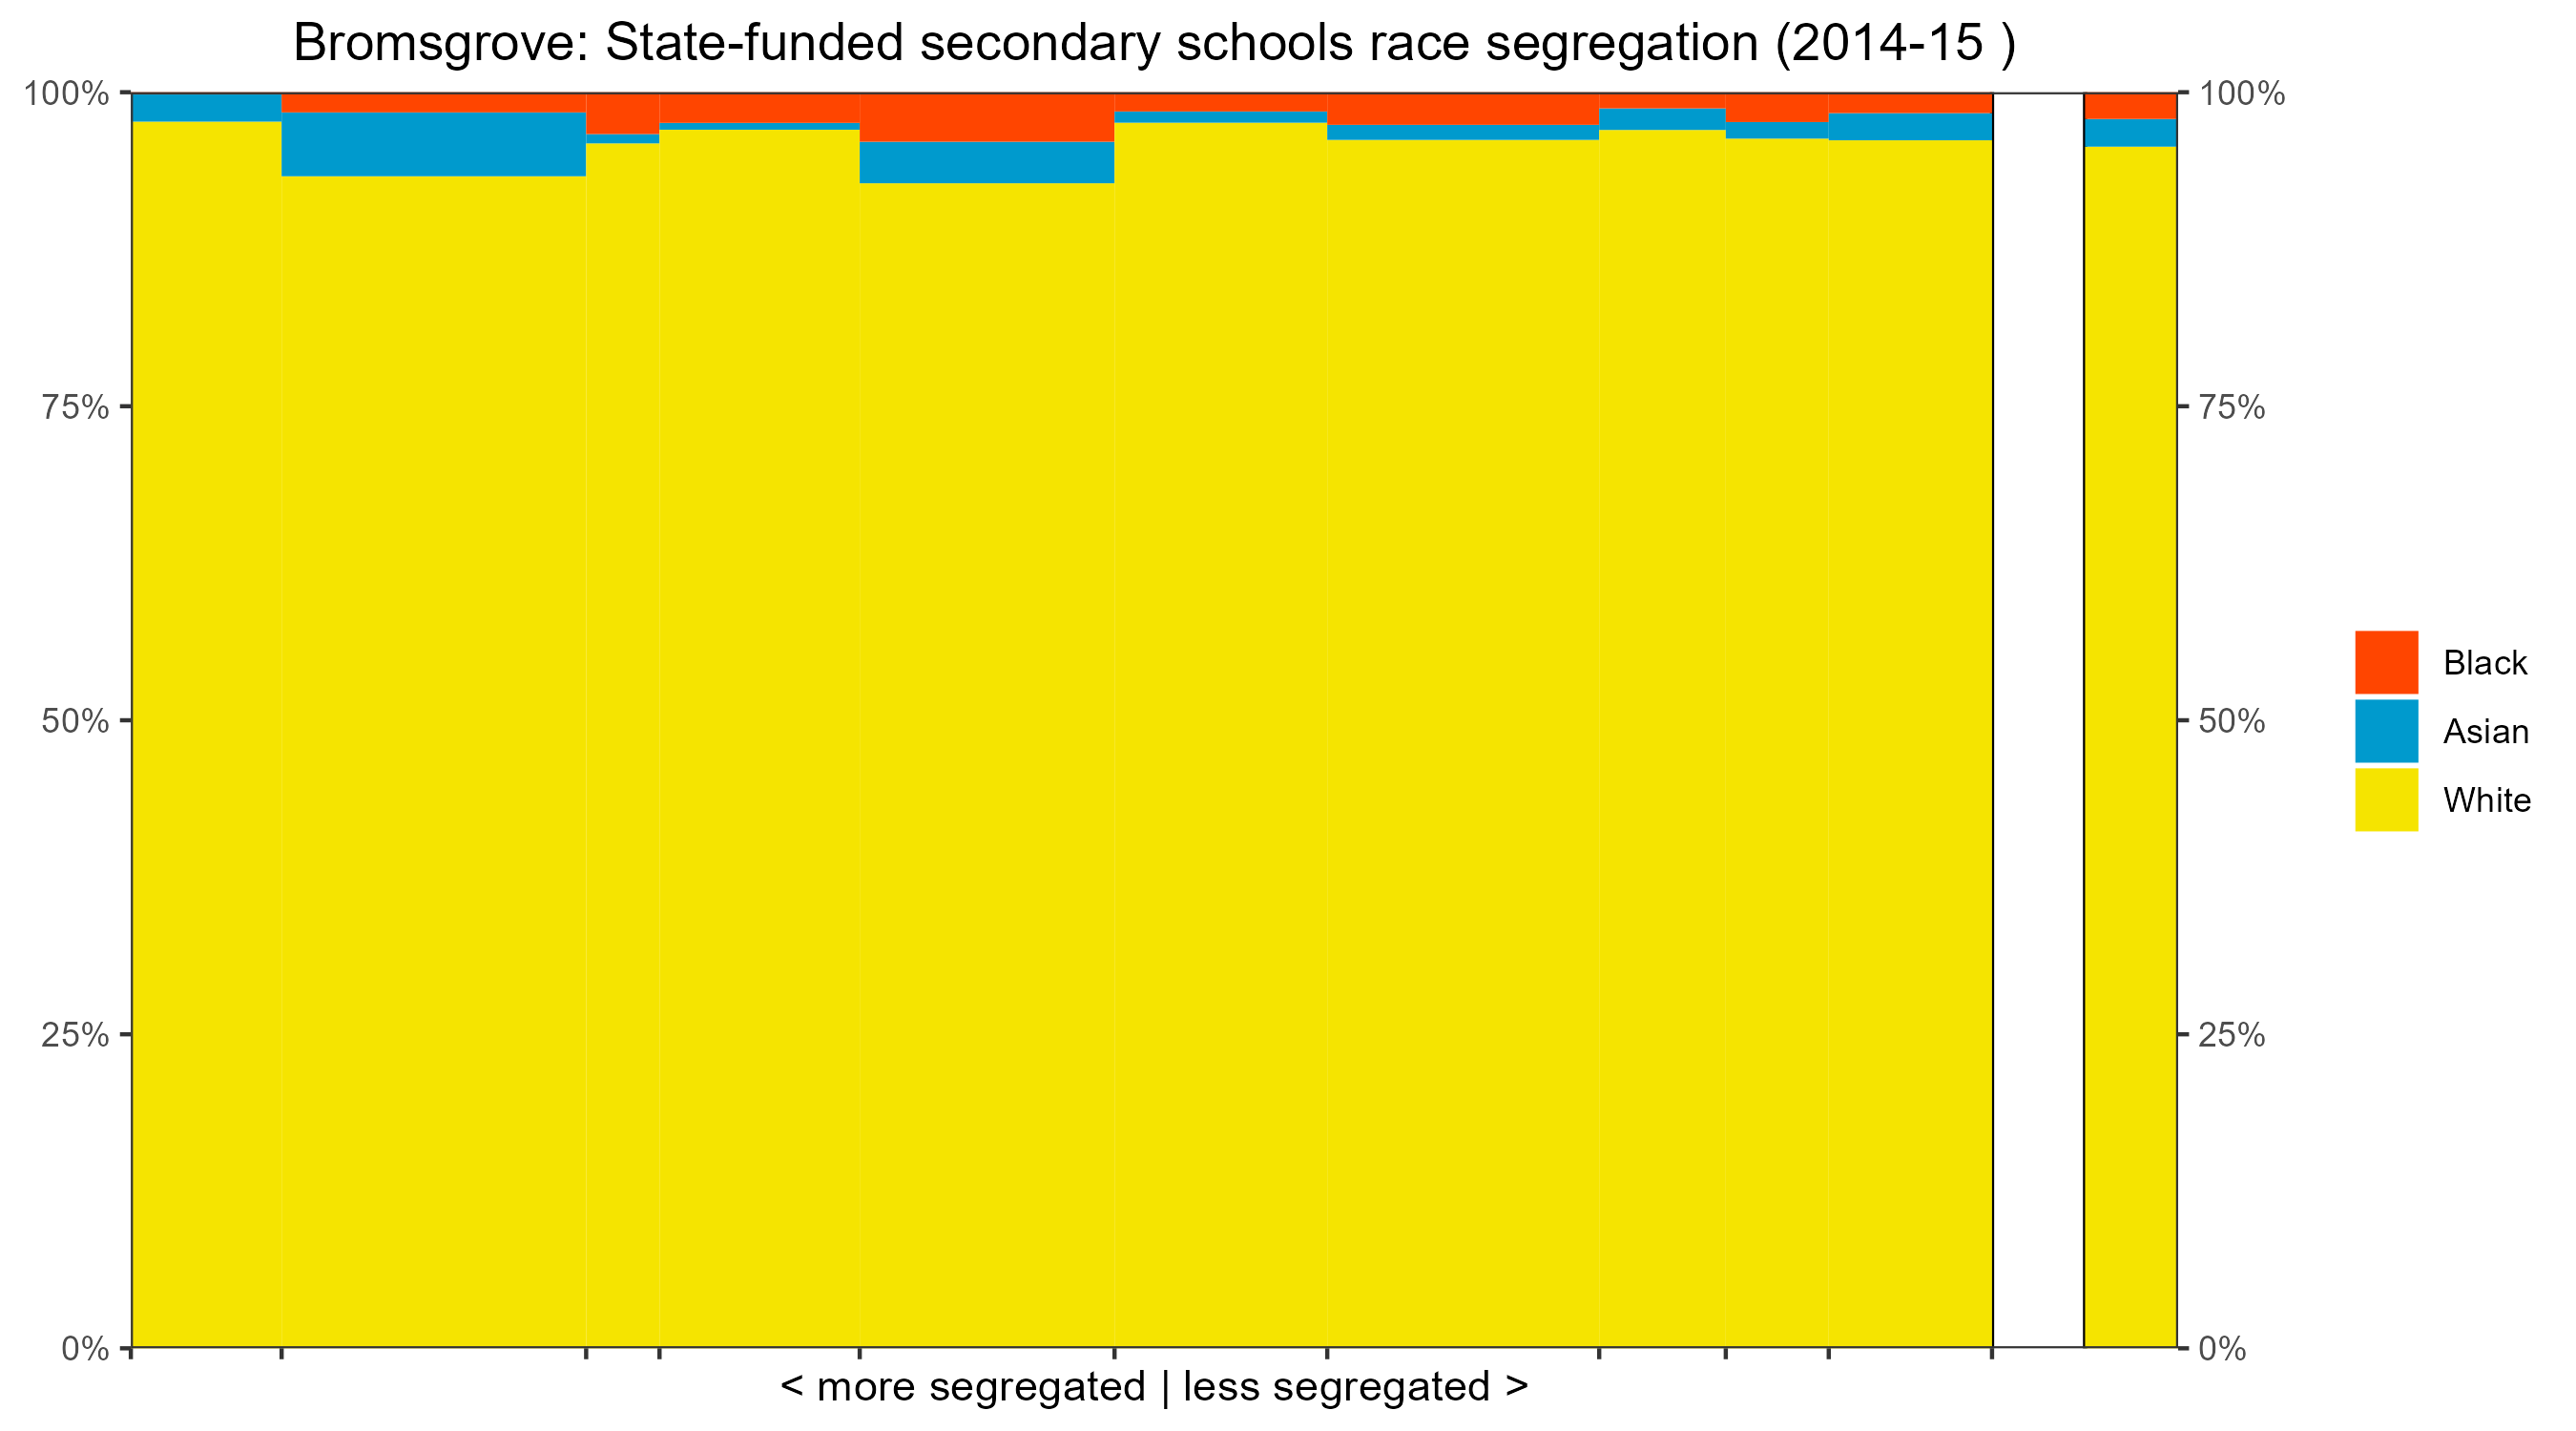 Bromsgrove: State-funded secondary schools race segregation (2014-15 )
100%
75%
50%
25%
0%
100%
75%
50%
25%
0%
Black
Asian
White
< more segregated | less segregated >